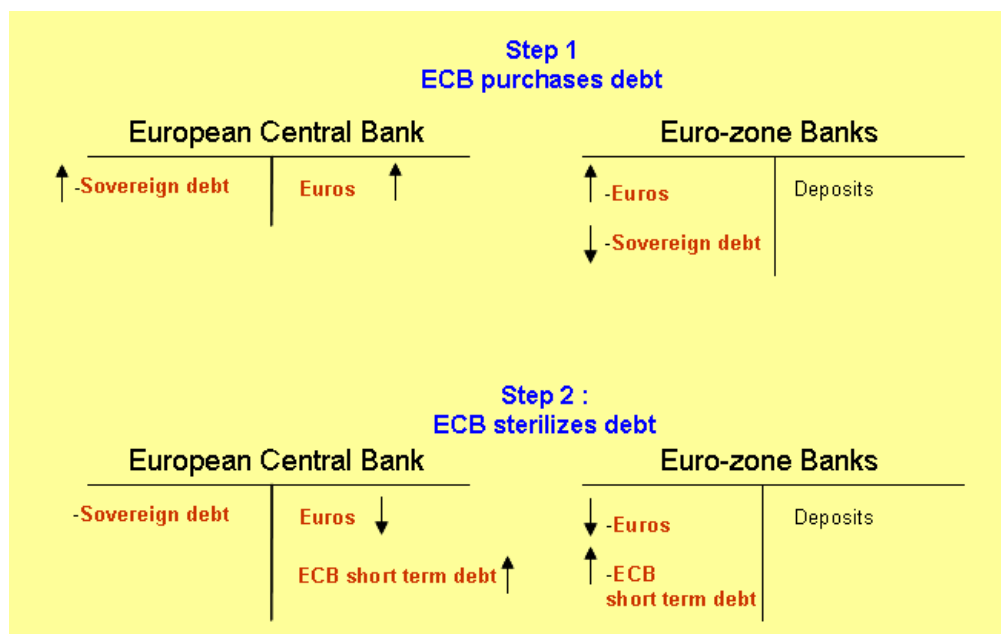 Step 1
ECB purchases debt
European Central Bank
Euro-zone Banks
-Sovereign debt
Euros
-Euros
Deposits
-Sovereign debt
Step 2 :
ECB sterilizes debt
European Central Bank
Euro-zone Banks
-Sovereign debt
Euros
-Euros
Deposits
ECB short term debt
-ECB
short term debt